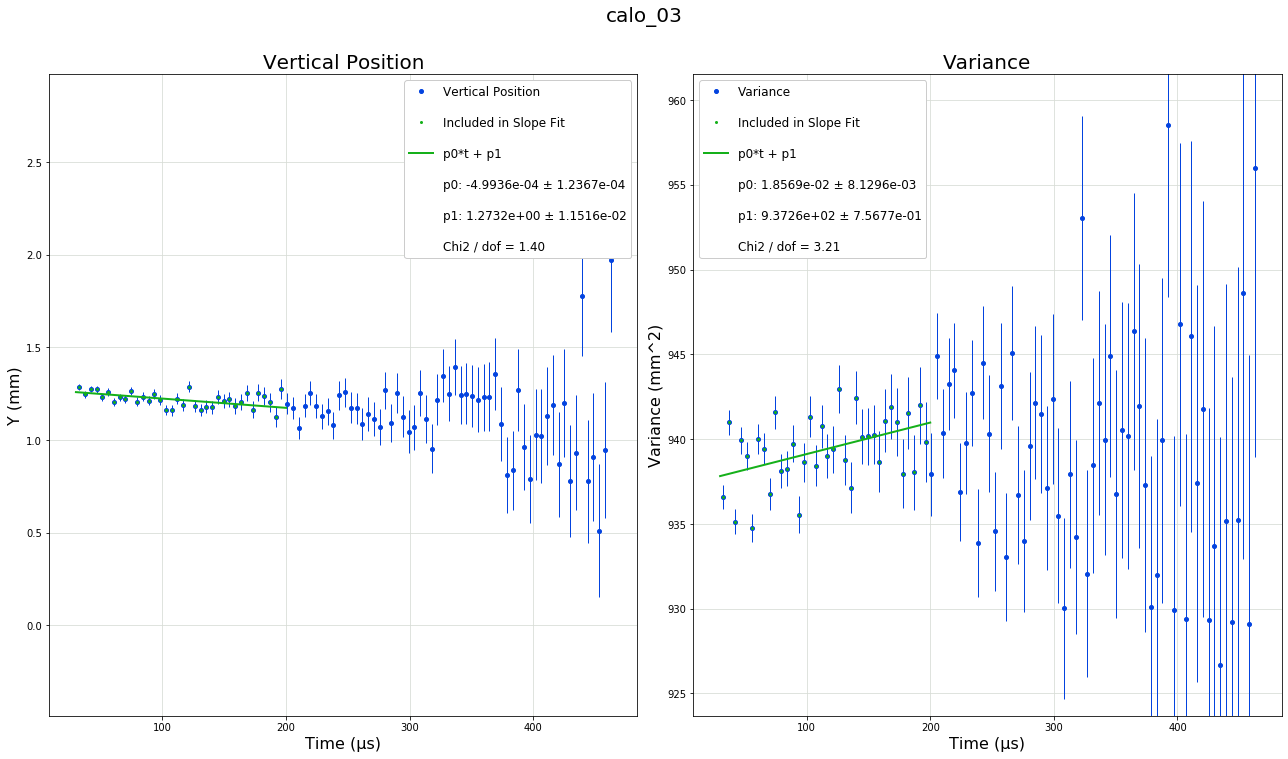 calo_03
Vertical Position
Vertical Position
Included in Slope Fit
p0*t + p1
p0: -4.9936e-04 ± 1.2367e-04
p1: 1.2732e+00 ± 1.1516e-02
Chi2 / dof = 1.40
Y (mm)
2.5
2.0
1.5
1.0
0.5
0.0
100 200 300 400
Time (μs)
Variance
Variance
Included in Slope Fit
p0*t + p1
p0: 1.8569e-02 ± 8.1296e-03
p1: 9.3726e+02 ± 7.5677e-01
Chi2 / dof = 3.21
Variance (mm^2)
960
955
950
945
940
935
930
925
100 200 300 400
Time (μs)